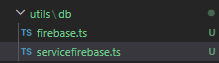 utils\db
TS firebase.ts U
TS servicefirebase.ts U